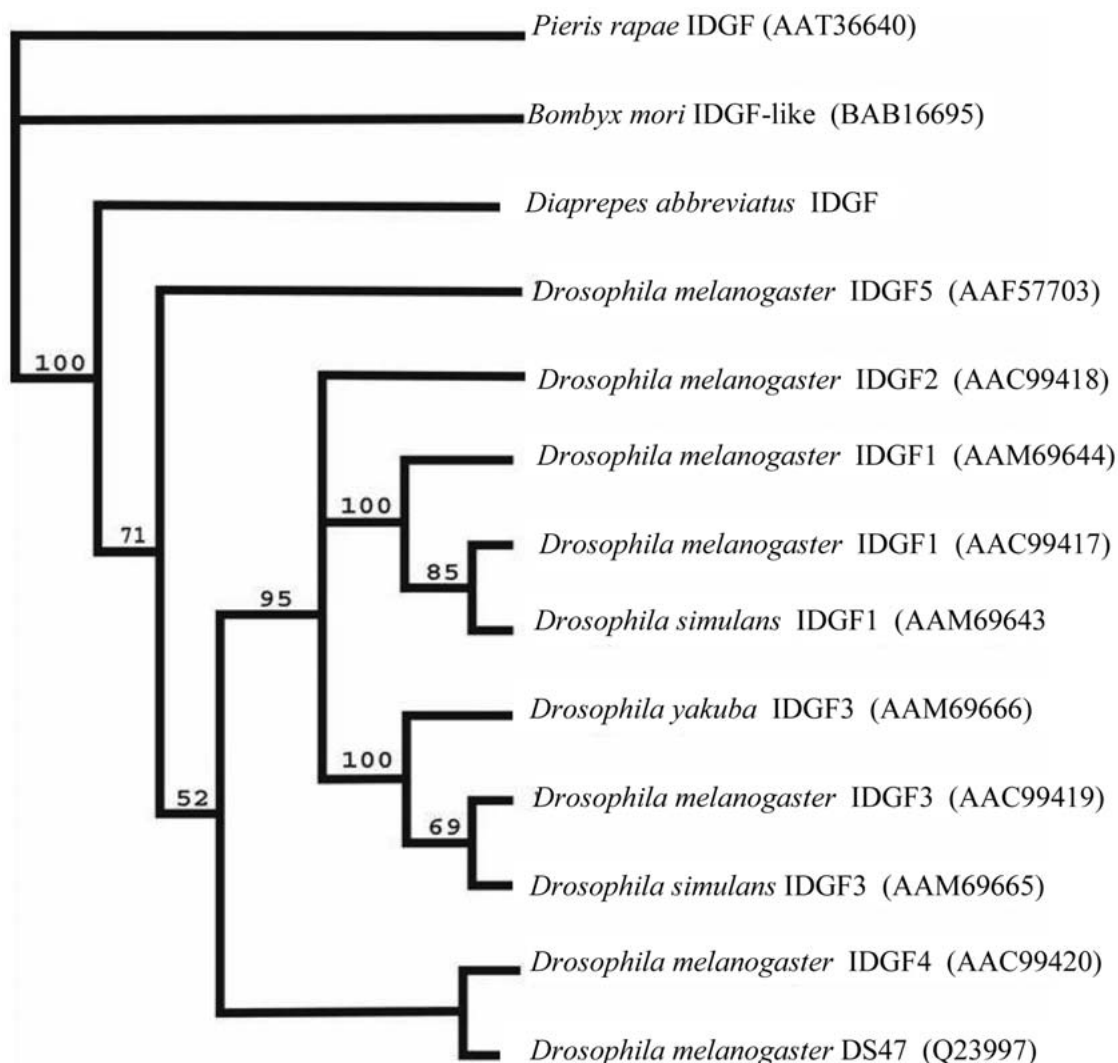 Pieris rapae IDGF (AAT36640)
Bombyx mori IDGF-like (BAB16695)
Diaprepes abbreviatus IDGF
Drosophila melanogaster IDGF5 (AAF57703)
100
Drosophila melanogaster IDGF2 (AAC99418)
Drosophila melanogaster IDGF1 (AAM69644)
100
71
Drosophila melanogaster IDGF1 (AAC99417)
85
95
Drosophila simulans IDGF1 (AAM69643
Drosophila yakuba IDGF3 (AAM69666)
100
52
Drosophila melanogaster IDGF3 (AAC99419)
69
Drosophila simulans IDGF3 (AAM69665)
Drosophila melanogaster IDGF4 (AAC99420)
Drosophila melanogaster DS47 (Q23997)